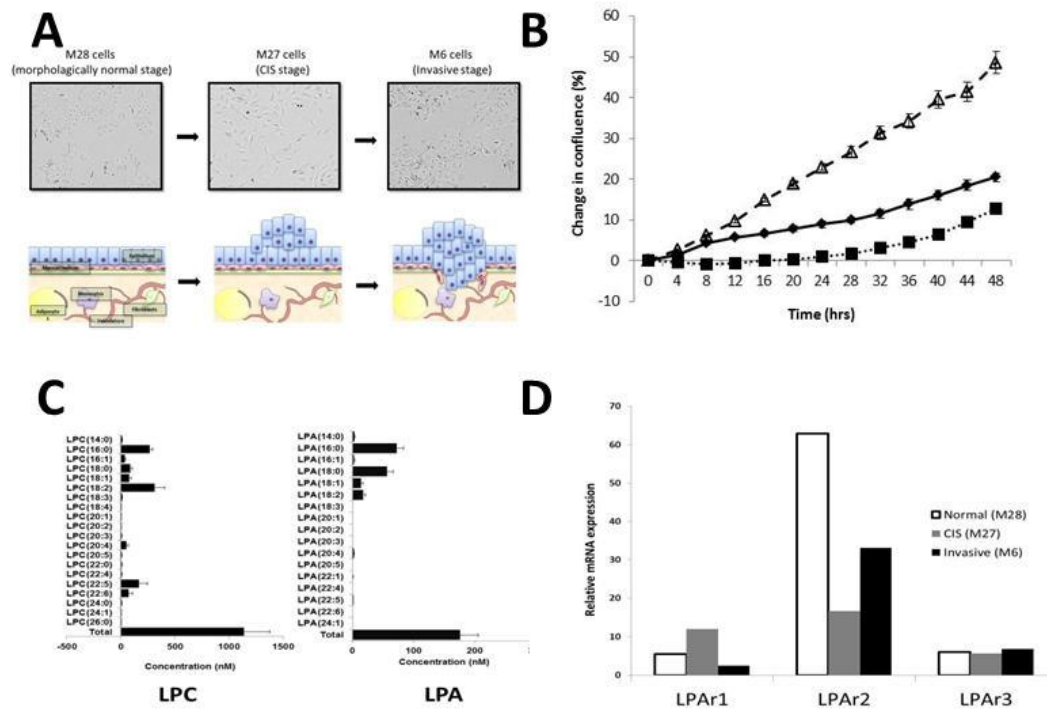 A
M28 cells
(morphologically normal stage)
M27 cells
(CIS stage)
M6 cells
(Invasive stage)
Epithelium
Myoepithelium
Fibroblasts
Adipocyte
B
Change in confluence (%)
60
50
40
30
20
10
0
-10
0 4 8 12 16 20 24 28 32 36 40 44 48
Time (hrs)
C
LPC(14:0)
LPC(16:0)
LPC(16:1)
LPC(18:0)
LPC(18:1)
LPC(18:2)
LPC(18:3)
LPC(18:4)
LPC(20:1)
LPC(20:2)
LPC(20:3)
LPC(20:4)
LPC(20:5)
LPC(22:0)
LPC(22:4)
LPC(22:5)
LPC(22:6)
LPC(24:0)
LPC(24:1)
LPC(26:0)
Total
-500 0 500 1000 1500
Concentration (nM)
LPC
LPA(14:0)
LPA(16:0)
LPA(16:1)
LPA(18:0)
LPA(18:1)
LPA(18:2)
LPA(18:3)
LPA(20:1)
LPA(20:2)
LPA(20:3)
LPA(20:4)
LPA(20:5)
LPA(22:1)
LPA(22:4)
LPA(22:5)
LPA(22:6)
LPA(24:1)
Total
0 200
Concentration (nM)
LPA
D
Relative mRNA expression
70
60
50
40
30
20
10
0
Normal (M28)
CIS (M27)
Invasive (M6)
LPAr1 LPAr2 LPAr3